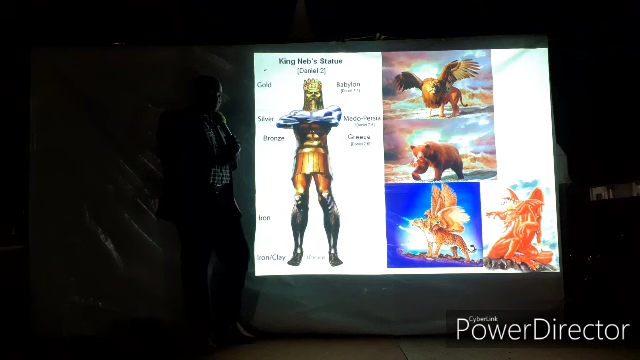 King Neb's Statue
[Daniel 2]
Gold
Babylon
Silver
Medo-Persia
Bronze
Greece
Iron
Iron/Clay
CyberLink
PowerDirector